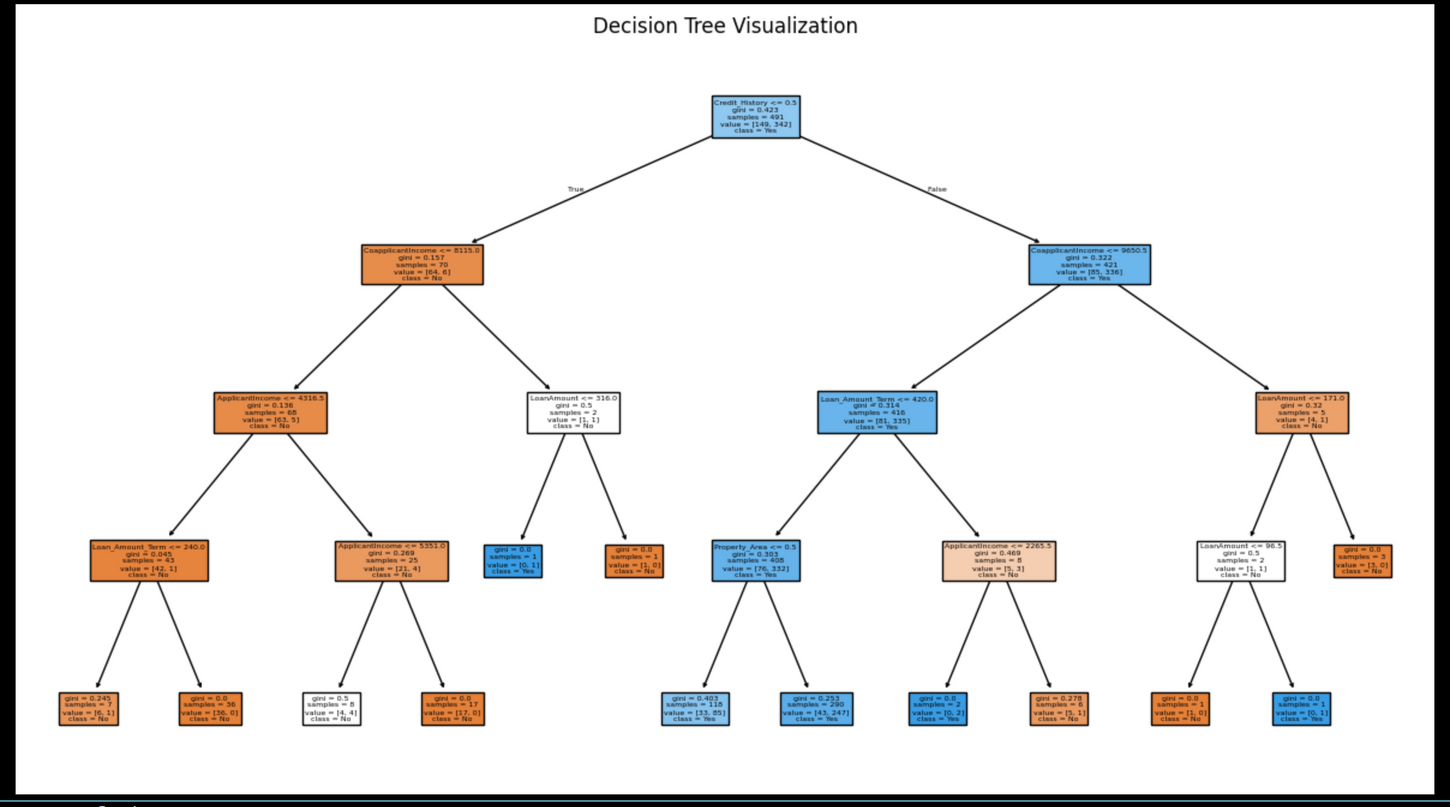 Decision Tree Visualization
Credit_History <= 0.5
gini = 0.423
samples = 491
value = [149, 342]
class = Yes
True
False
CoapplicantIncome <= 8115.0
gini = 0.157
samples = 70
value = [64, 6]
class = No
CoapplicantIncome <= 9650.5
gini = 0.322
samples = 421
value = [85, 336]
class = Yes
ApplicantIncome <= 4316.5
gini = 0.136
samples = 68
value = [63, 5]
class = No
LoanAmount <= 316.0
gini = 0.5
samples = 2
value = [1, 1]
class = No
Loan_Amount_Term <= 420.0
gini = 0.314
samples = 416
value = [81, 335]
class = Yes
LoanAmount <= 171.0
gini = 0.32
samples = 5
value = [4, 1]
class = No
Loan_Amount_Term <= 240.0
gini = 0.045
samples = 43
value = [42, 1]
class = No
ApplicantIncome <= 5351.0
gini = 0.269
samples = 25
value = [21, 4]
class = No
gini = 0.0
samples = 1
value = [0, 1]
class = Yes
gini = 0.0
samples = 1
value = [1, 0]
class = No
Property_Area <= 0.5
gini = 0.303
samples = 408
value = [76, 332]
class = Yes
ApplicantIncome <= 2265.5
gini = 0.469
samples = 8
value = [5, 3]
class = No
LoanAmount <= 96.5
gini = 0.5
samples = 2
value = [1, 1]
class = No
gini = 0.0
samples = 3
value = [3, 0]
class = No
gini = 0.245
samples = 7
value = [6, 1]
class = No
gini = 0.0
samples = 36
value = [36, 0]
class = No
gini = 0.5
samples = 8
value = [4, 4]
class = No
gini = 0.0
samples = 17
value = [17, 0]
class = No
gini = 0.403
samples = 118
value = [33, 85]
class = Yes
gini = 0.253
samples = 290
value = [43, 247]
class = Yes
gini = 0.0
samples = 2
value = [0, 2]
class = Yes
gini = 0.278
samples = 6
value = [5, 1]
class = No
gini = 0.0
samples = 1
value = [1, 0]
class = No
gini = 0.0
samples = 1
value = [0, 1]
class = Yes